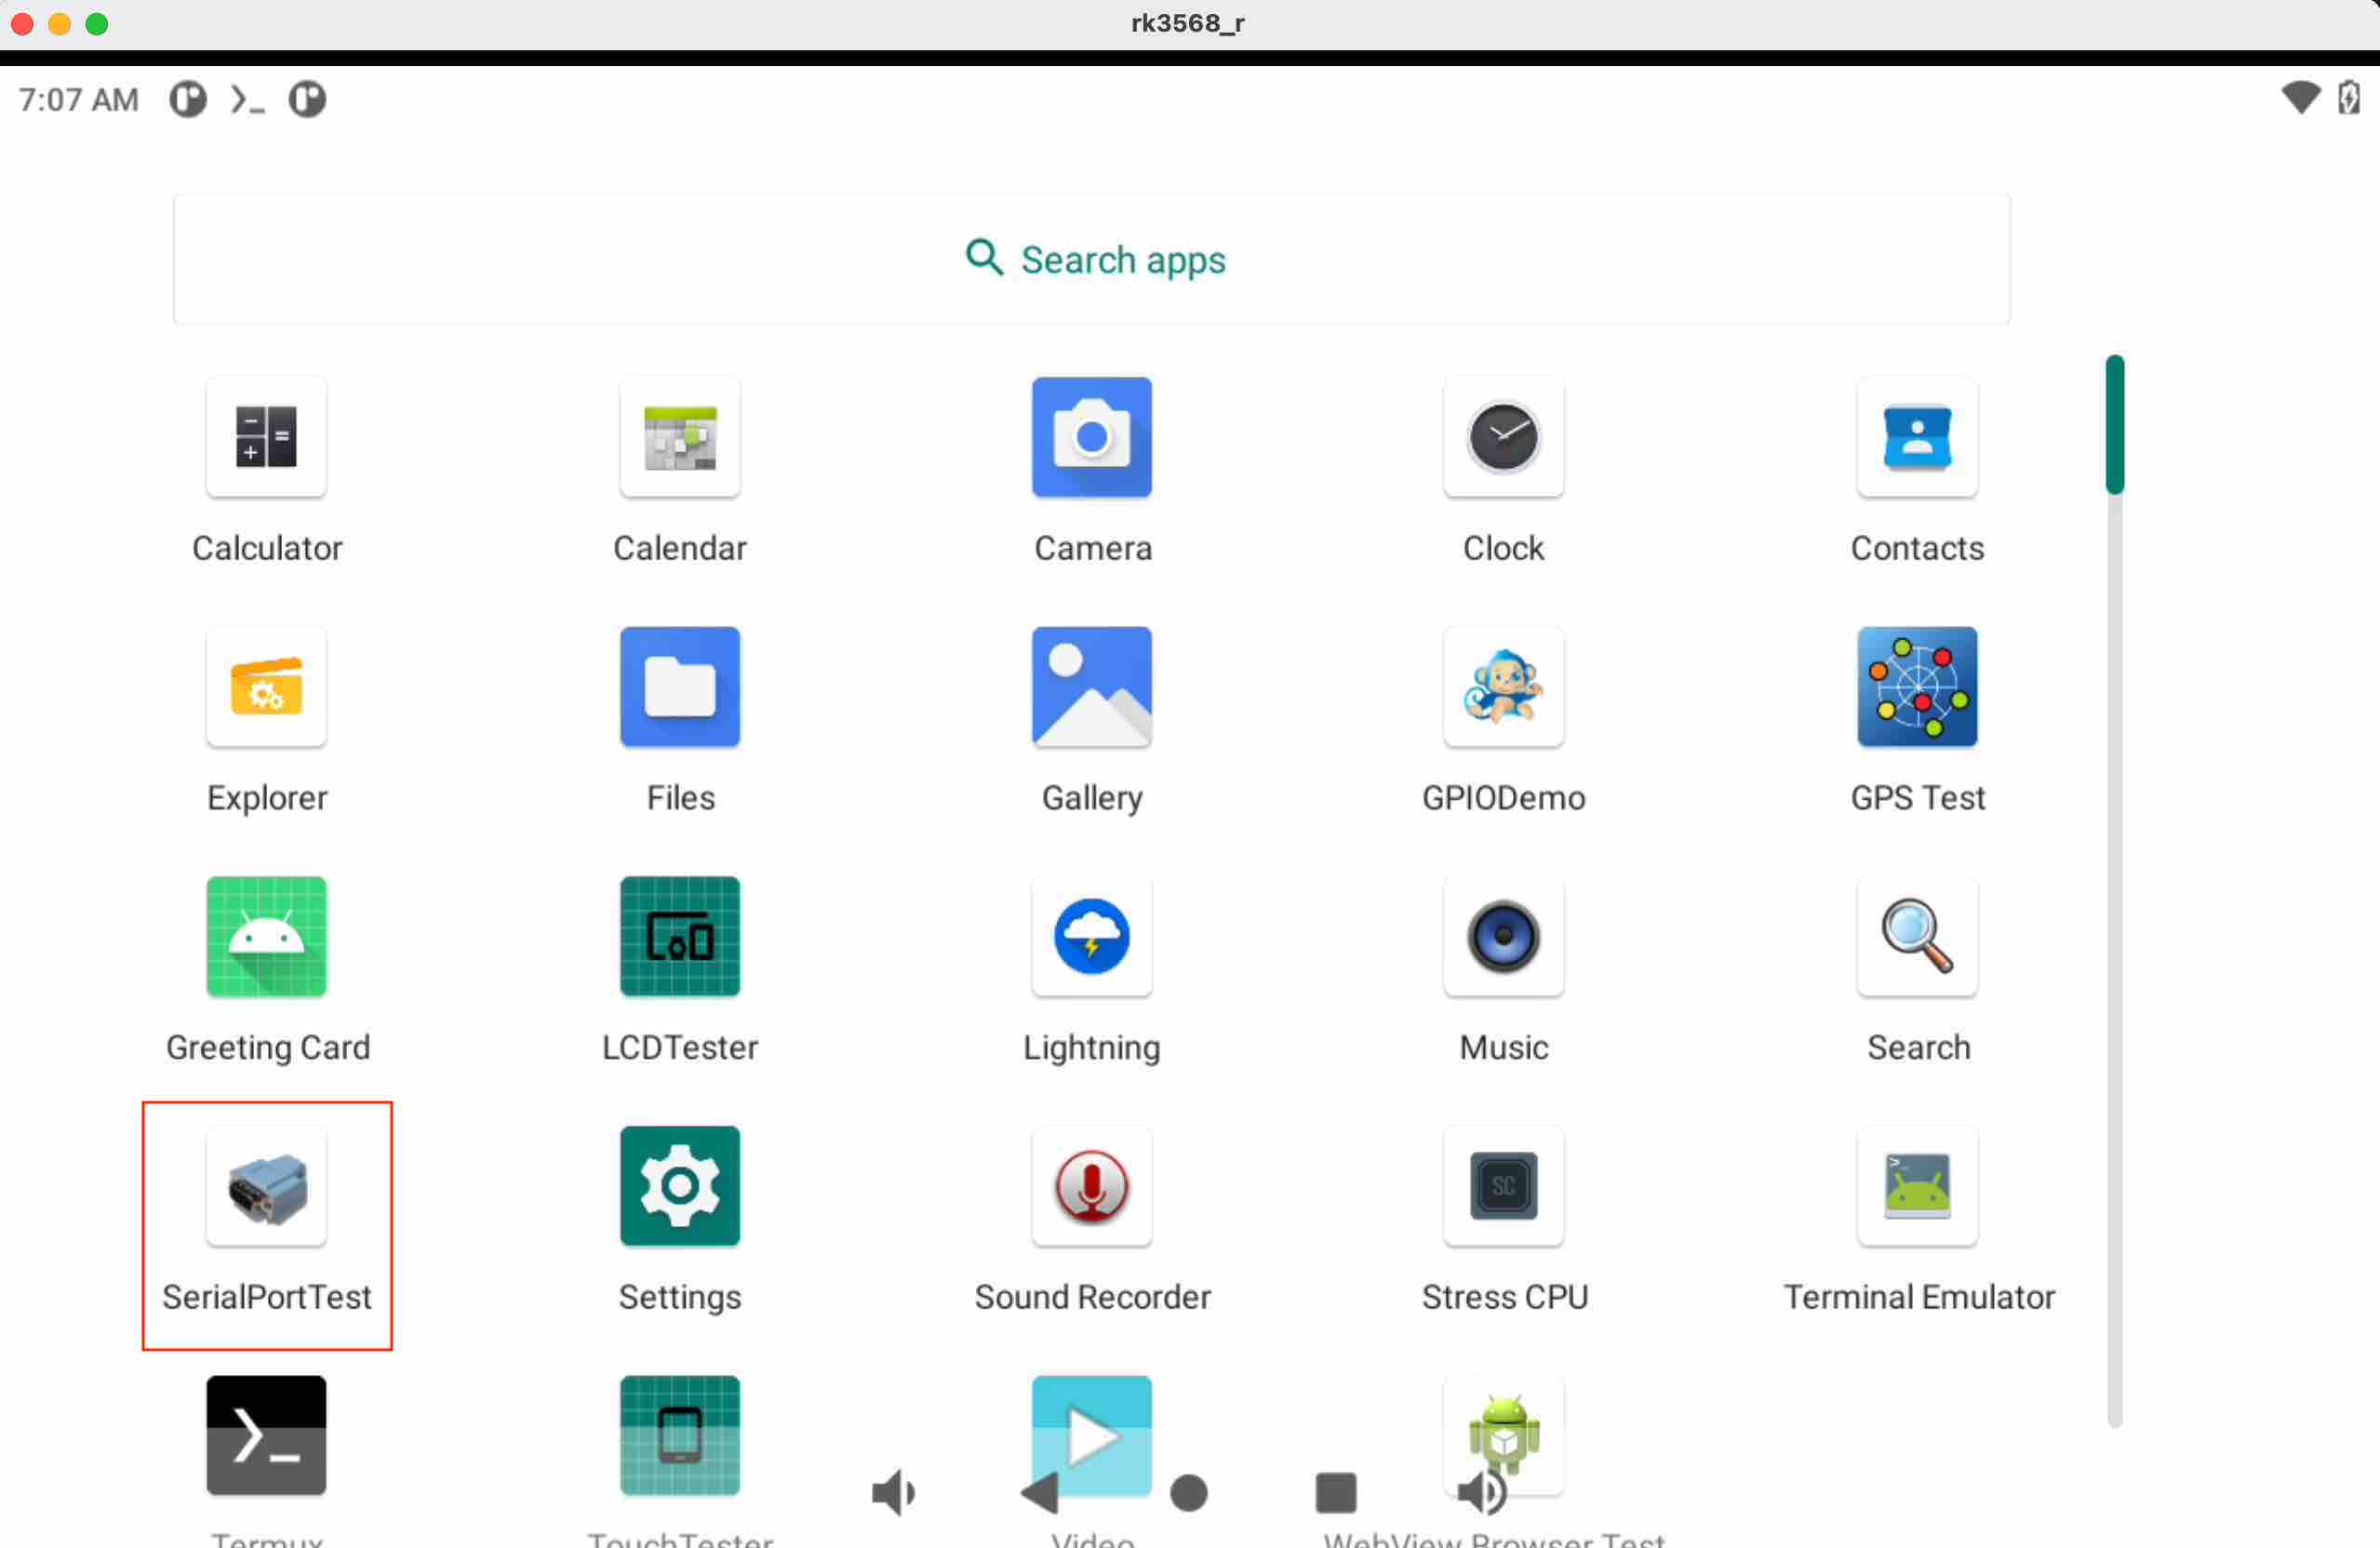 rk3568_r
7:07 AM
Search apps
Calculator Calendar Camera Clock Contacts
Explorer Files Gallery GPIODemo GPS Test
Greeting Card LCDTester Lightning Music Search
SC
SerialPortTest Settings Sound Recorder Stress CPU Terminal Emulator
Termux TouchTester Video WebView Browser Test